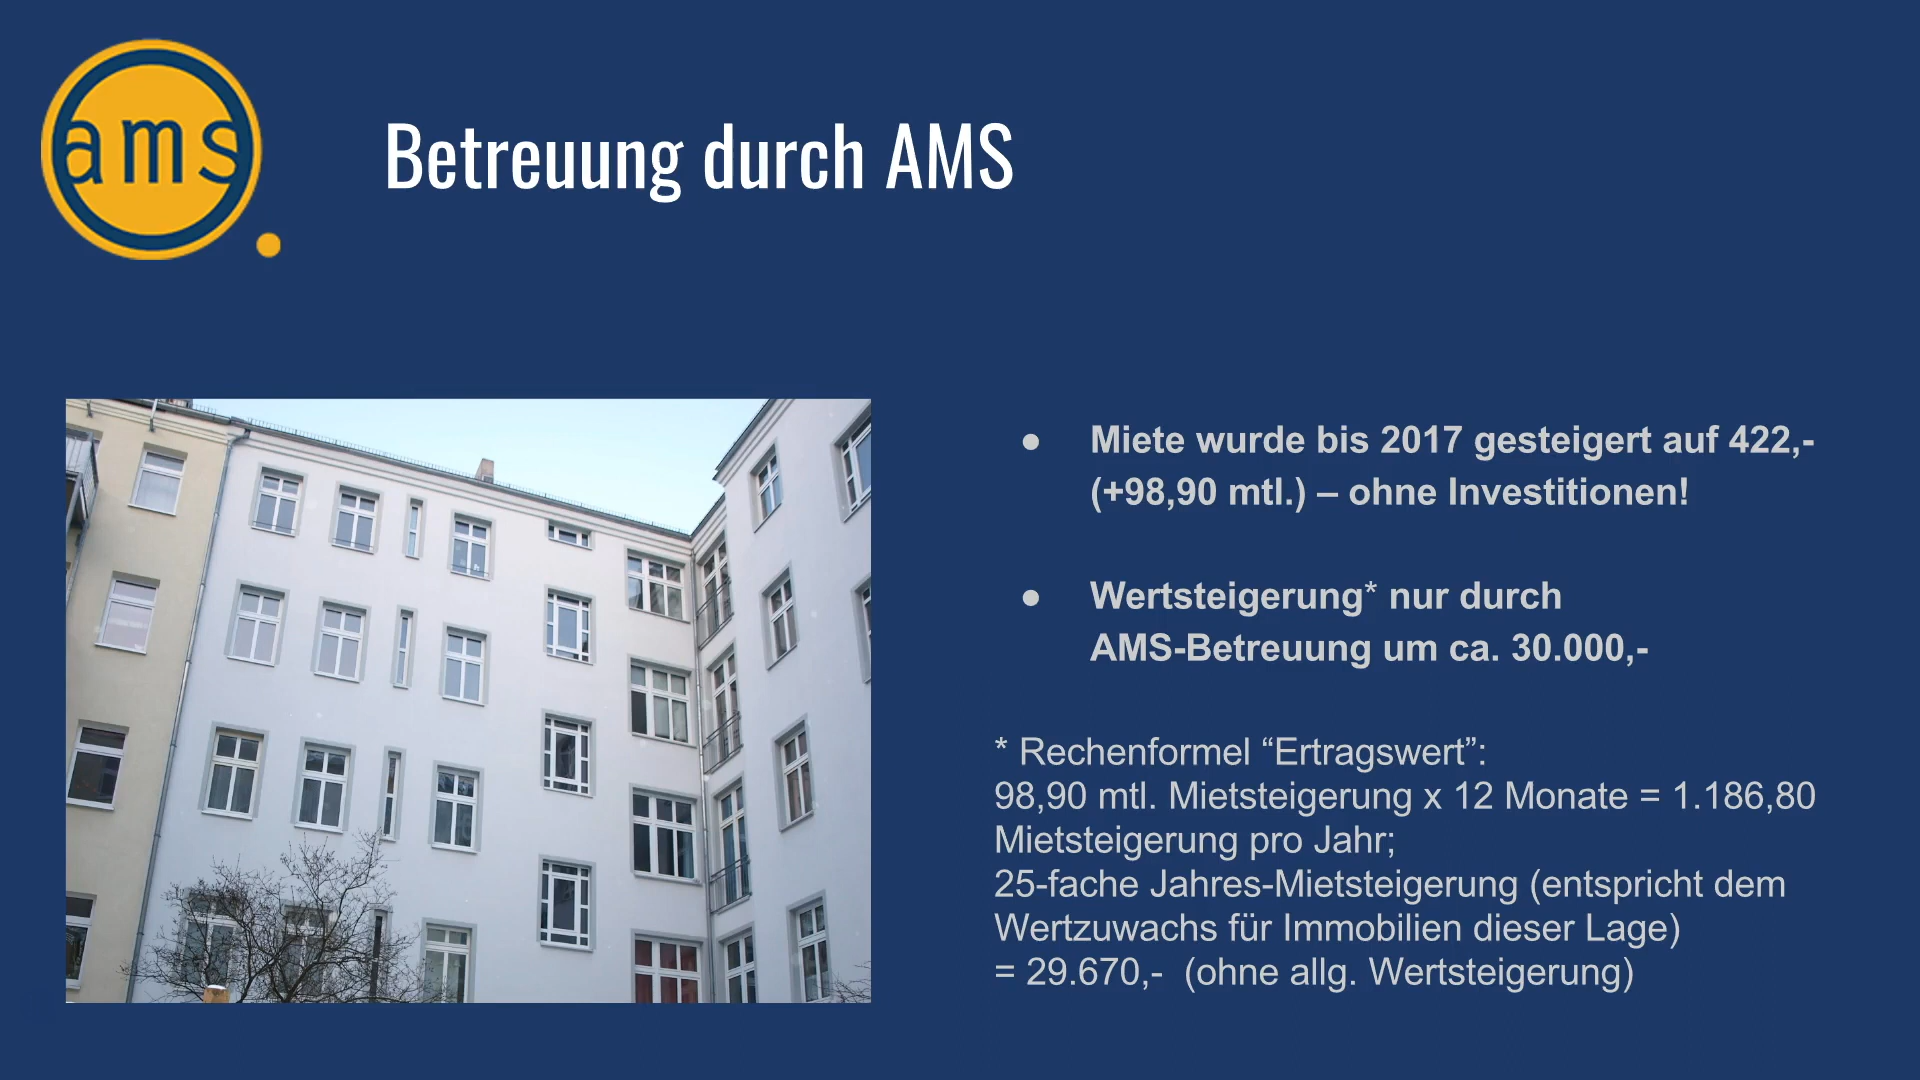 ams
Betreuung durch AMS
● Miete wurde bis 2017 gesteigert auf 422,-
(+98,90 mtl.) – ohne Investitionen!
● Wertsteigerung* nur durch
AMS-Betreuung um ca. 30.000,-
* Rechenformel “Ertragswert”:
98,90 mtl. Mietsteigerung x 12 Monate = 1.186,80
Mietsteigerung pro Jahr;
25-fache Jahres-Mietsteigerung (entspricht dem
Wertzuwachs für Immobilien dieser Lage)
= 29.670,-  (ohne allg. Wertsteigerung)